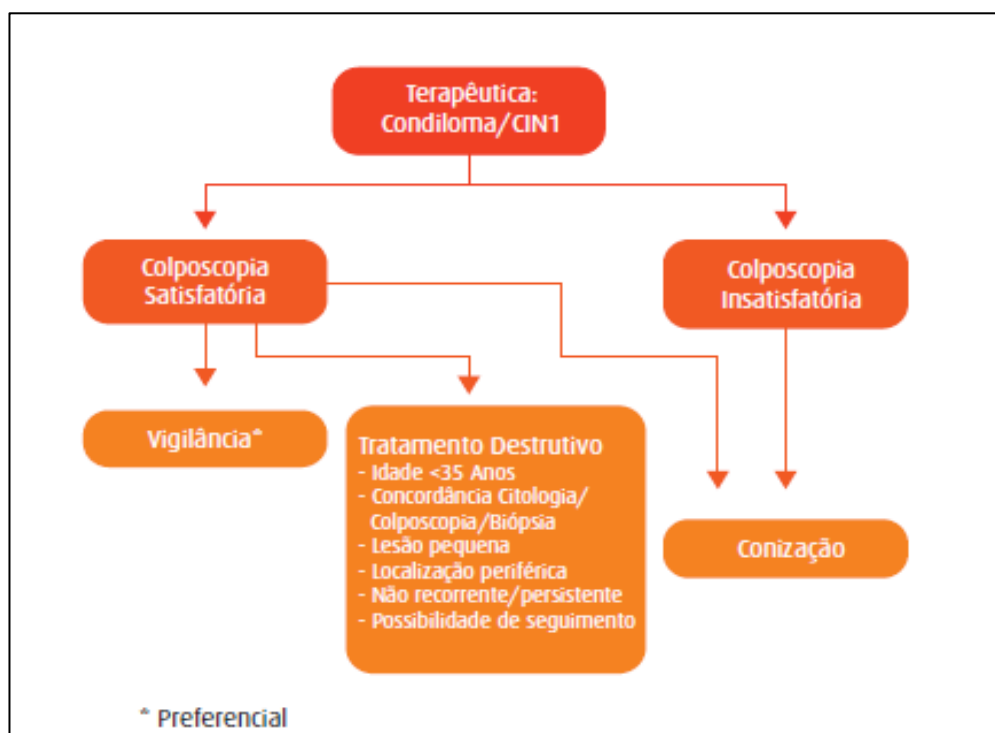 Terapêutica:
Condiloma/CIN1
Colposcopia
Satisfatória
Colposcopia
Insatisfatória
Vigilância*
Tratamento Destrutivo
- Idade <35 Anos
- Concordância Citologia/
Colposcopia/Biópsia
- Lesão pequena
- Localização periférica
- Não recorrente/persistente
- Possibilidade de seguimento
Conização
* Preferencial